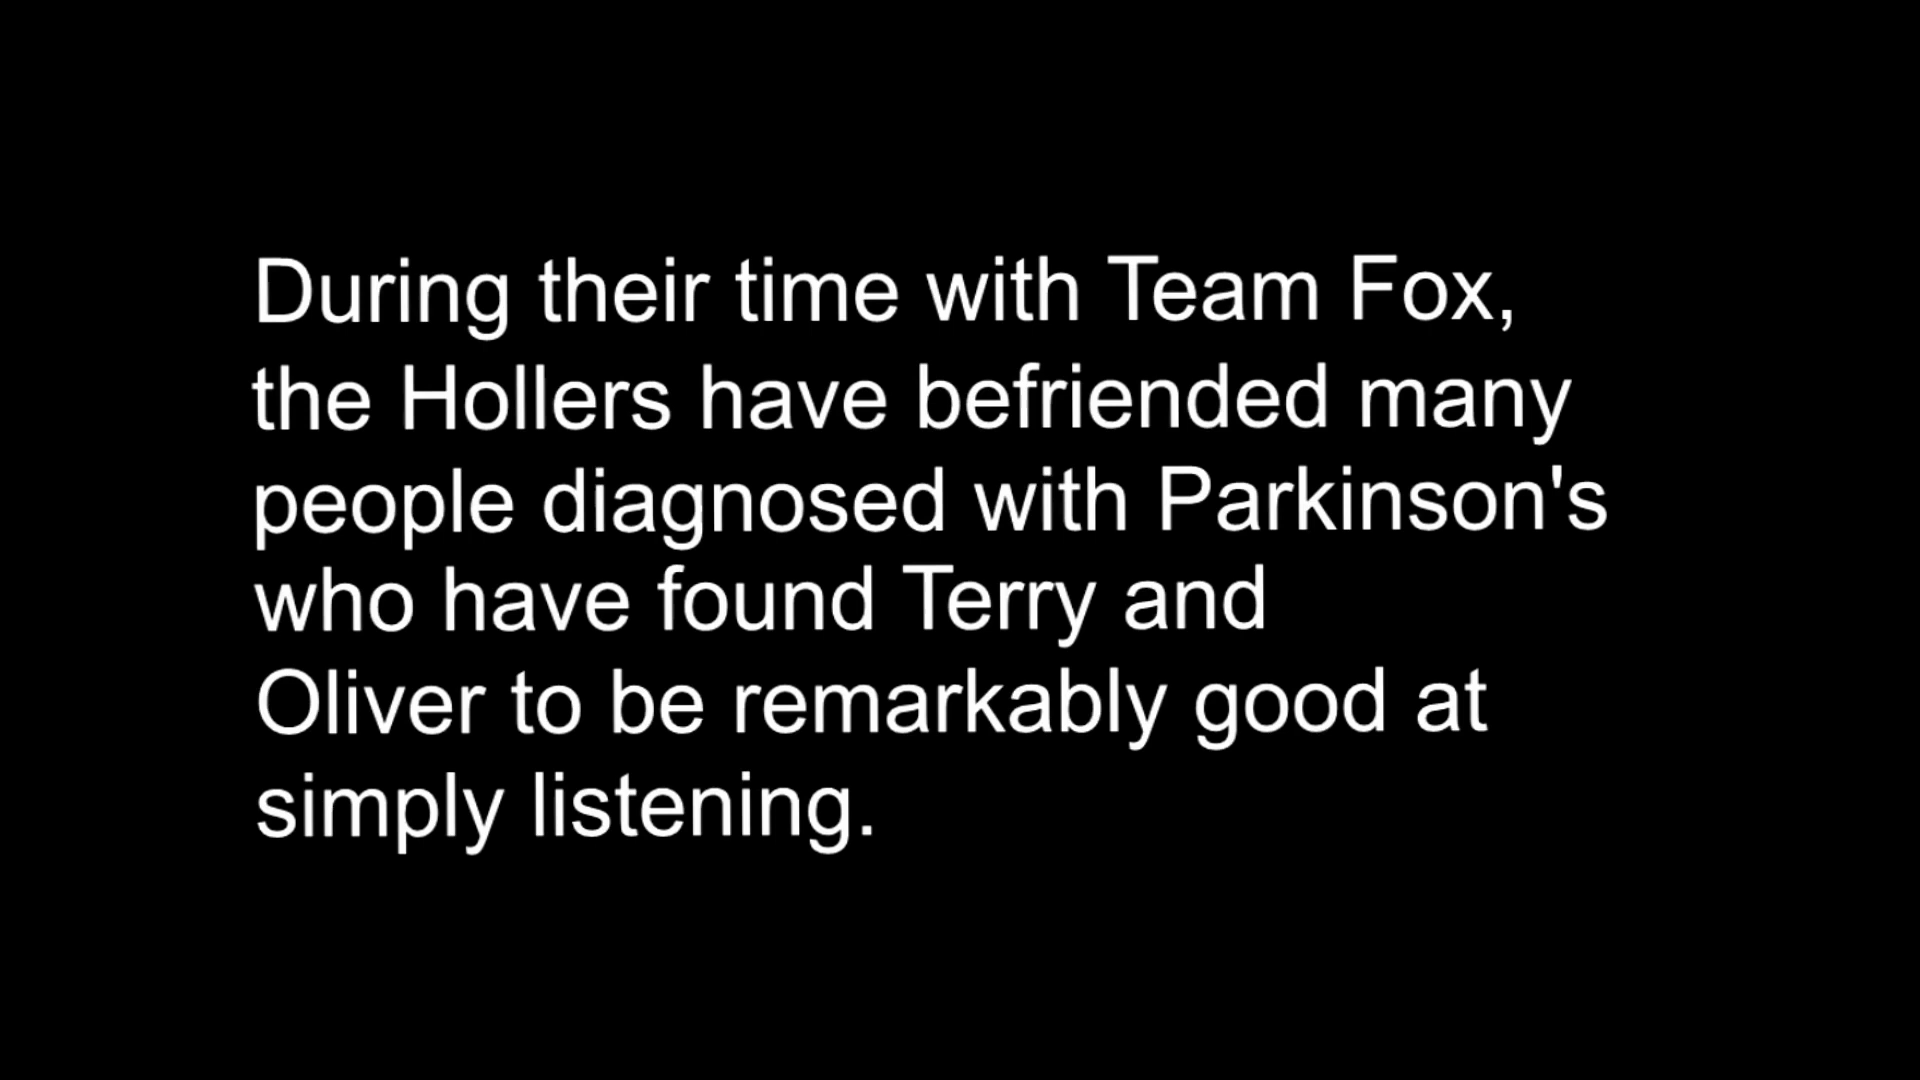 During their time with Team Fox,
the Hollers have befriended many
people diagnosed with Parkinson's
who have found Terry and
Oliver to be remarkably good at
simply listening.